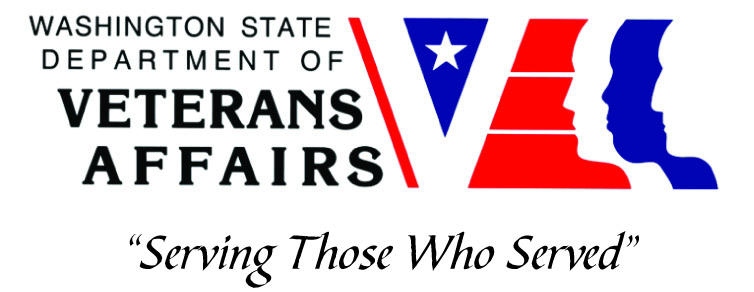 WASHINGTON STATE
DEPARTMENT OF
VETERANS
AFFAIRS
“Serving Those Who Served”